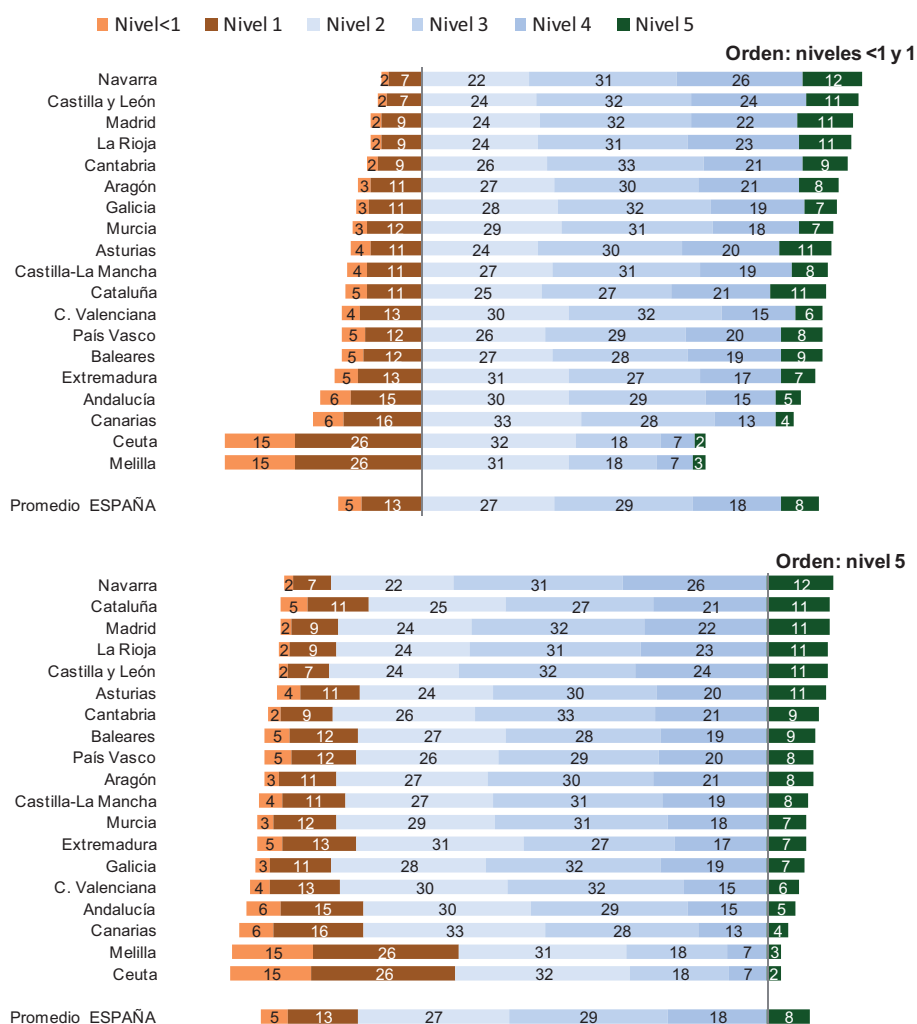 Nivel<1 Nivel 1 Nivel 2 Nivel 3 Nivel 4 Nivel 5
Orden: niveles <1 y 1
Navarra 2 7 22 31 26 12
Castilla y León 2 7 24 32 24 11
Madrid 2 9 24 32 22 11
La Rioja 2 9 24 31 23 11
Cantabria 2 9 26 33 21 9
Aragón 3 11 27 30 21 8
Galicia 3 11 28 32 19 7
Murcia 3 12 29 31 18 7
Asturias 4 11 24 30 20 11
Castilla-La Mancha 4 11 27 31 19 8
Cataluña 5 11 25 27 21 11
C. Valenciana 4 13 30 32 15 6
País Vasco 5 12 26 29 20 8
Baleares 5 12 27 28 19 9
Extremadura 5 13 31 27 17 7
Andalucía 6 15 30 29 15 5
Canarias 6 16 33 28 13 4
Ceuta 15 26 32 18 7 2
Melilla 15 26 31 18 7 3
Promedio ESPAÑA 5 13 27 29 18 8
Orden: nivel 5
Navarra 2 7 22 31 26 12
Cataluña 5 11 25 27 21 11
Madrid 2 9 24 32 22 11
La Rioja 2 9 24 31 23 11
Castilla y León 2 7 24 32 24 11
Asturias 4 11 24 30 20 11
Cantabria 2 9 26 33 21 9
Baleares 5 12 27 28 19 9
País Vasco 5 12 26 29 20 8
Aragón 3 11 27 30 21 8
Castilla-La Mancha 4 11 27 31 19 8
Murcia 3 12 29 31 18 7
Extremadura 5 13 31 27 17 7
Galicia 3 11 28 32 19 7
C. Valenciana 4 13 30 32 15 6
Andalucía 6 15 30 29 15 5
Canarias 6 16 33 28 13 4
Melilla 15 26 31 18 7 3
Ceuta 15 26 32 18 7 2
Promedio ESPAÑA 5 13 27 29 18 8